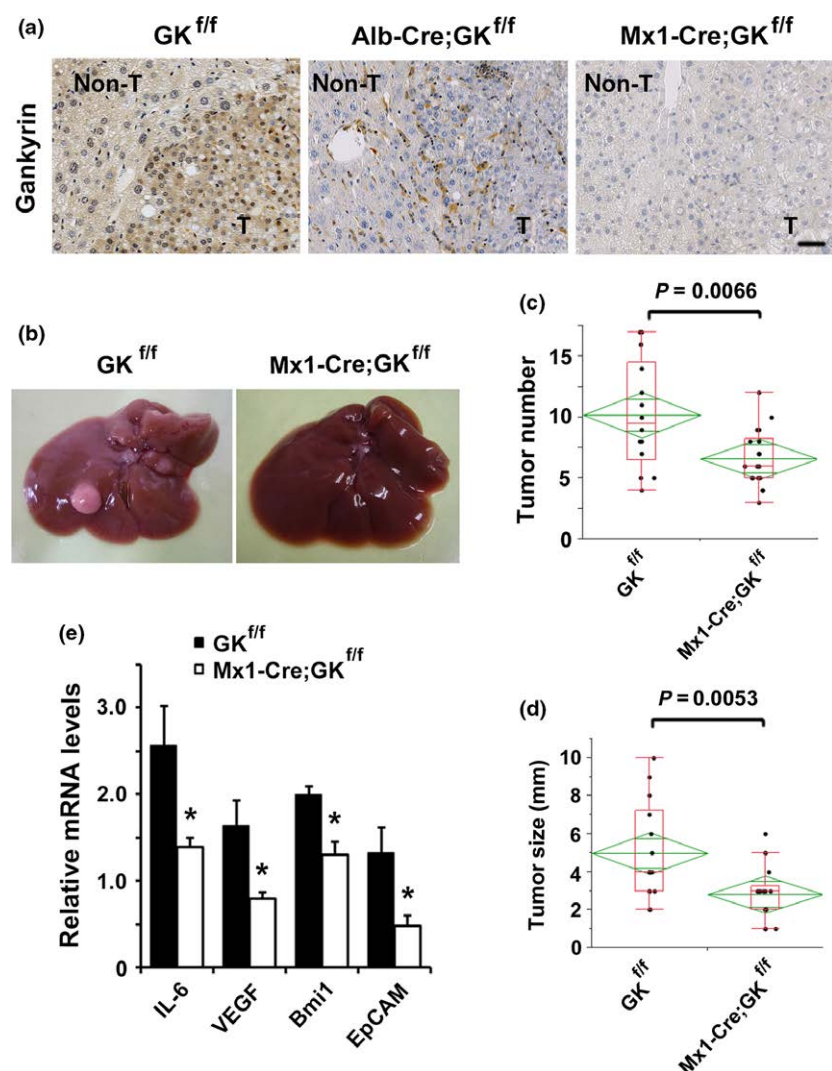 (a)
GK f/f
Alb-Cre;GK f/f
Mx1-Cre;GK f/f
Gankyrin
Non-T
T
Non-T
T
Non-T
T
(b)
GK f/f
Mx1-Cre;GK f/f
(c)
P = 0.0066
Tumor number
15
10
5
0
GK f/f
Mx1-Cre;GK f/f
(e)
GK f/f
Mx1-Cre;GK f/f
Relative mRNA levels
3.0
2.0
1.0
0
*
*
*
*
IL-6
VEGF
Bmi1
EpCAM
(d)
P = 0.0053
Tumor size (mm)
10
8
6
4
2
0
GK f/f
Mx1-Cre;GK f/f